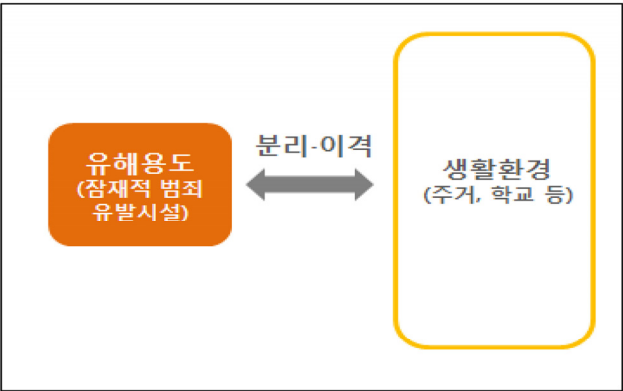 유해용도
(잠재적 범죄
유발시설)
분리·이격
생활환경
(주거, 학교 등)